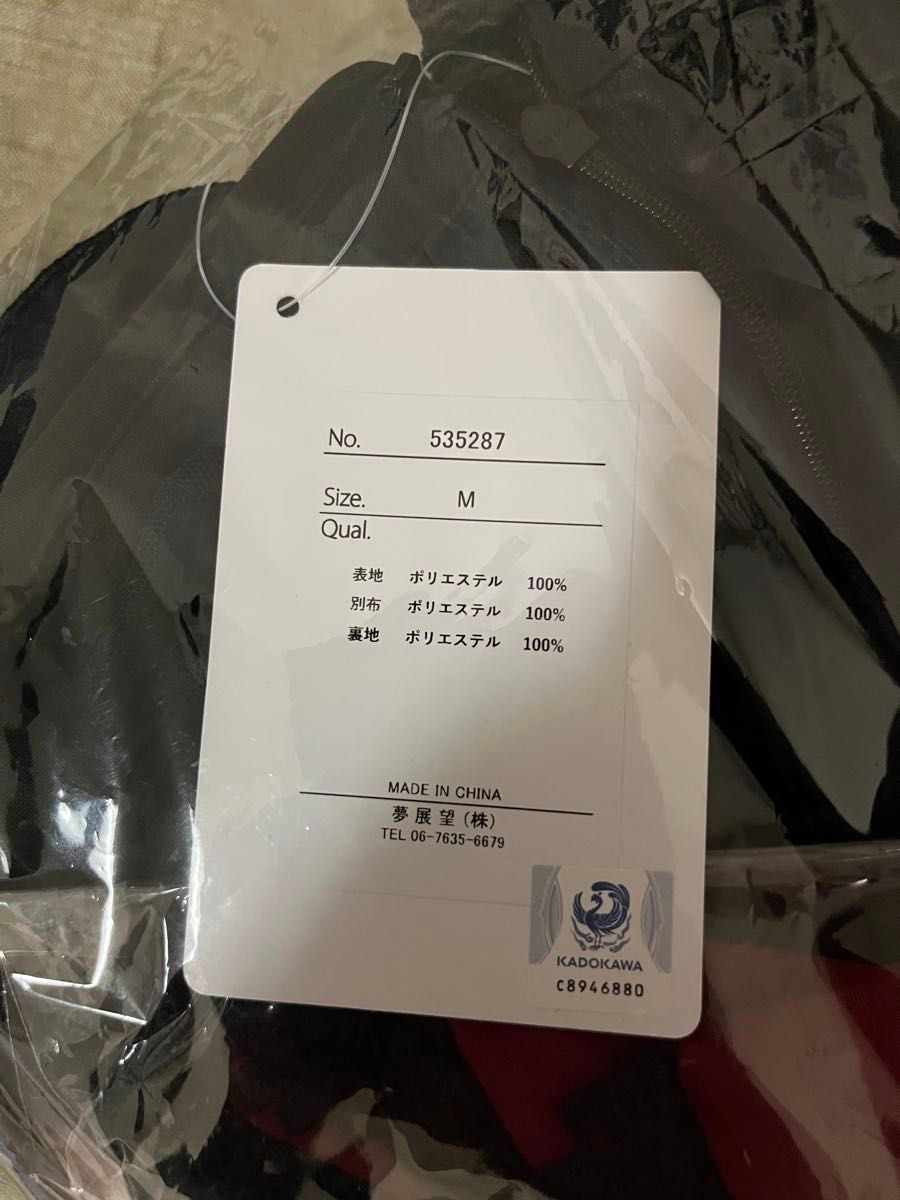 No. 535287
Size. M
Qual.
表地 ポリエステル 100%
別布 ポリエステル 100%
裏地 ポリエステル 100%
MADE IN CHINA
夢展望(株)
TEL 06-7635-6679
KADOKAWA
C8946880